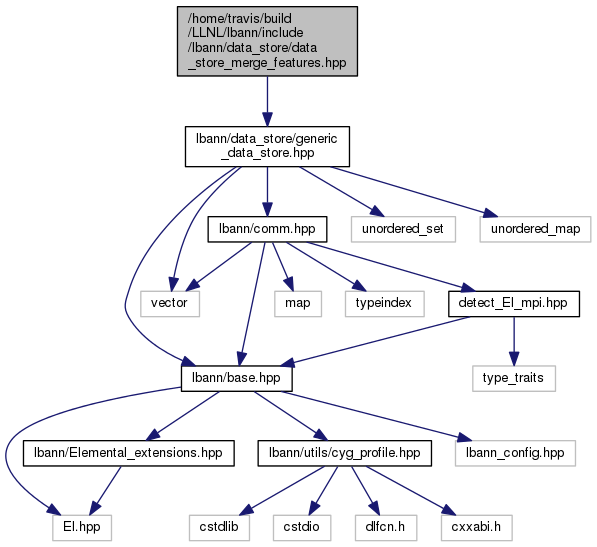 /home/travis/build
/LLNL/lbann/include
/lbann/data_store/data
_store_merge_features.hpp
lbann/data_store/generic
_data_store.hpp
lbann/comm.hpp
unordered_set
unordered_map
vector
map
typeindex
detect_El_mpi.hpp
lbann/base.hpp
type_traits
lbann/Elemental_extensions.hpp
lbann/utils/cyg_profile.hpp
lbann_config.hpp
El.hpp
cstdlib
cstdio
dlfcn.h
cxxabi.h